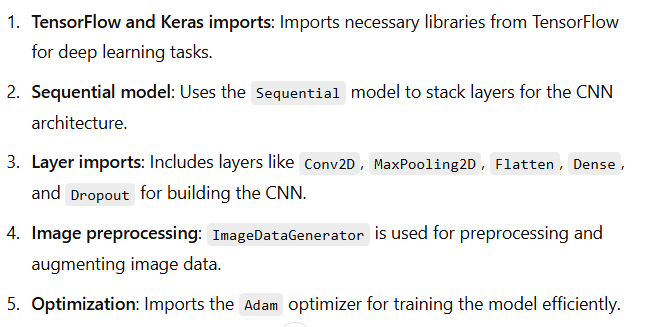 1. TensorFlow and Keras imports: Imports necessary libraries from TensorFlow
for deep learning tasks.
2. Sequential model: Uses the Sequential model to stack layers for the CNN
architecture.
3. Layer imports: Includes layers like Conv2D, MaxPooling2D, Flatten, Dense,
and Dropout for building the CNN.
4. Image preprocessing: ImageDataGenerator is used for preprocessing and
augmenting image data.
5. Optimization: Imports the Adam optimizer for training the model efficiently.